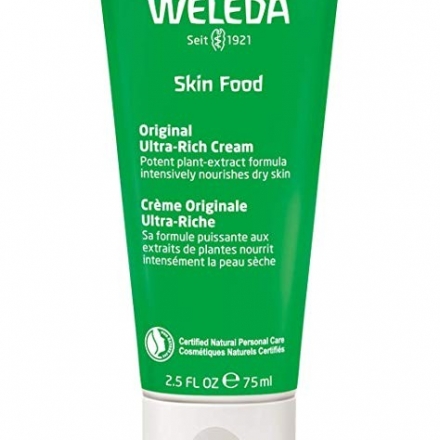 WELEDA
Seit 1921
Skin Food
Original
Ultra-Rich Cream
Potent plant-extract formula
intensively nourishes dry skin
Crème Originale
Ultra-Riche
Sa formule puissante aux
extraits de plantes nourrit
intensément la peau sèche
Certified Natural Personal Care
Cosmétiques Naturels Certifiés
2.5 FL OZ ℮ 75 ml